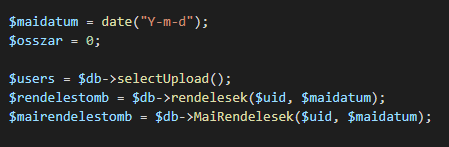 $maidatum = date("Y-m-d");
$osszar = 0;
$users = $db->selectUpload();
$rendelestomb = $db->rendelesek($uid, $maidatum);
$mairendelestomb = $db->MaiRendelesek($uid, $maidatum);